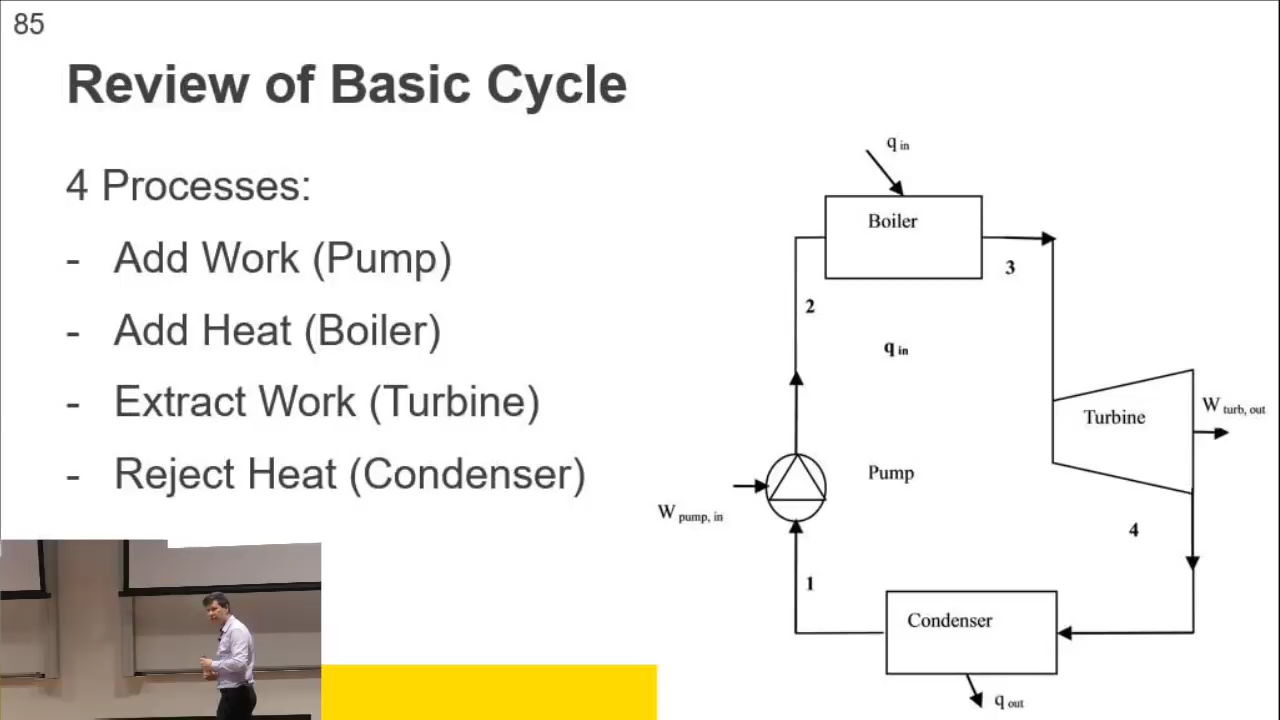 85
Review of Basic Cycle
4 Processes:
- Add Work (Pump)
- Add Heat (Boiler)
- Extract Work (Turbine)
- Reject Heat (Condenser)
q in
Boiler
3
2
q in
Turbine
W turb, out
Pump
W pump, in
4
1
Condenser
q out